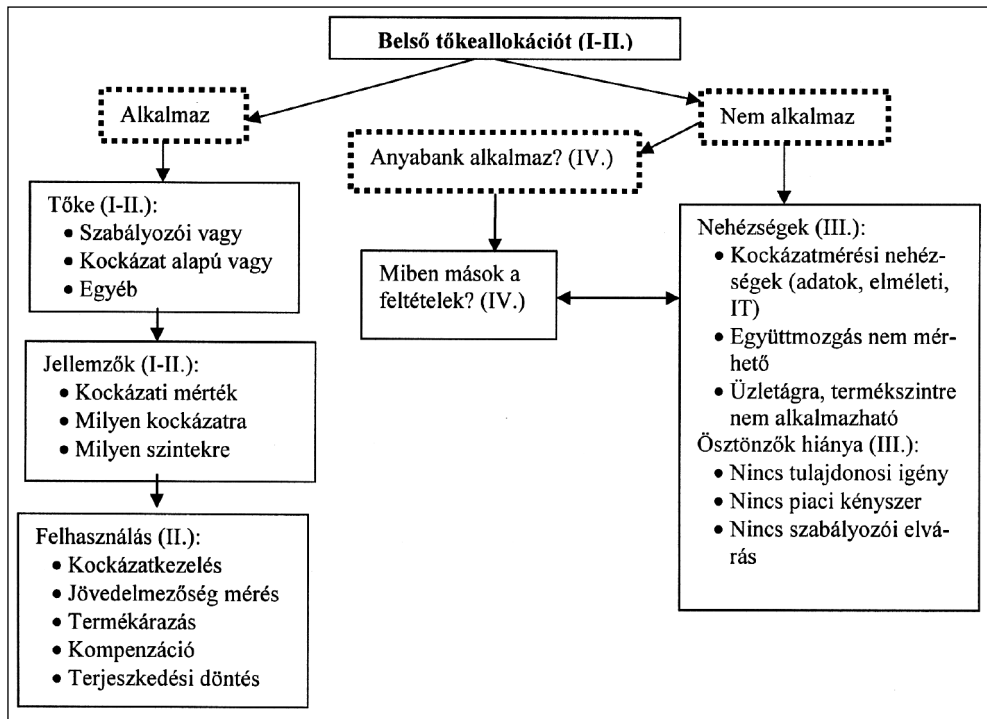 Belső tőkeallokációt (I-II.)
Alkalmaz
Nem alkalmaz
Anyabank alkalmaz? (IV.)
Tőke (I-II.):
• Szabályozói vagy
• Kockázat alapú vagy
• Egyéb
Jellemzők (I-II.):
• Kockázati mérték
• Milyen kockázatra
• Milyen szintekre
Felhasználás (II.):
• Kockázatkezelés
• Jövedelmezőség mérés
• Termékárazás
• Kompenzáció
• Terjeszkedési döntés
Miben mások a
feltételek? (IV.)
Nehézségek (III.):
• Kockázatmérési nehéz-
ségek (adatok, elméleti,
IT)
• Együttmozgás nem mér-
hető
• Üzletágra, termékszintre
nem alkalmazható
Ösztönzők hiánya (III.):
• Nincs tulajdonosi igény
• Nincs piaci kényszer
• Nincs szabályozói elvá-
rás